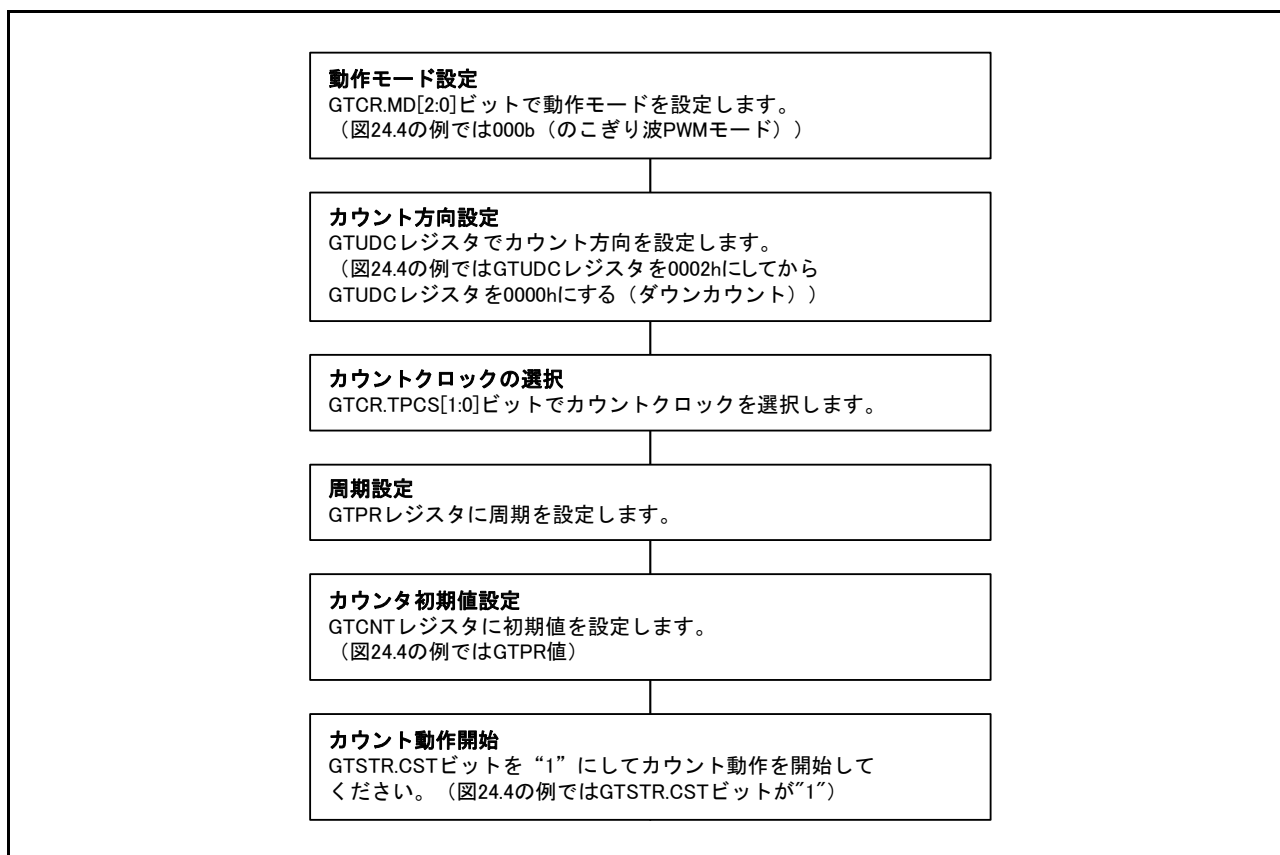 動作モード設定
GTCR.MD[2:0]ビットで動作モードを設定します。
（図24.4の例では000b（のこぎり波PWMモード））
カウント方向設定
GTUDCレジスタでカウント方向を設定します。
（図24.4の例ではGTUDCレジスタを0002hにしてから
GTUDCレジスタを0000hにする（ダウンカウント））
カウントクロックの選択
GTCR.TPCS[1:0]ビットでカウントクロックを選択します。
周期設定
GTPRレジスタに周期を設定します。
カウンタ初期値設定
GTCNTレジスタに初期値を設定します。
（図24.4の例ではGTPR値）
カウント動作開始
GTSTR.CSTビットを“1”にしてカウント動作を開始して
ください。（図24.4の例ではGTSTR.CSTビットが"1"）